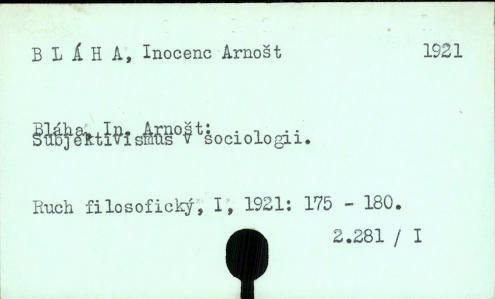 B L Á H A, Inocenc Arnošt 1921
Bláha, In. Arnošt:
Subjektivismus v sociologii.
Ruch filosofický, I, 1921: 175 - 180.
2.281 / I